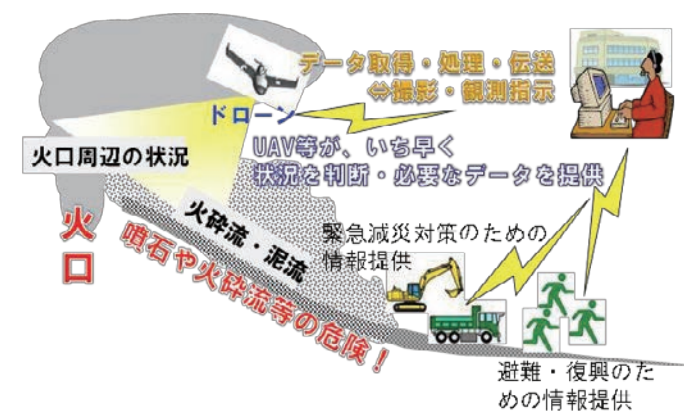 データ取得・処理・伝送
⇔撮影・観測指示
ドローン
UAV等が、いち早く
状況を判断・必要なデータを提供
火口周辺の状況
火口
火砕流・泥流
噴石や火砕流等の危険！
緊急減災対策のための
情報提供
避難・復興のた
めの情報提供